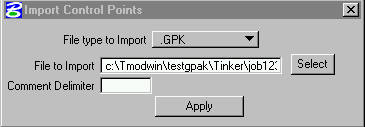 Import Control Points
File type to Import .GPK
File to Import c:\Tmodwin\testgpak\Tinker\job123 Select
Comment Delimiter
Apply